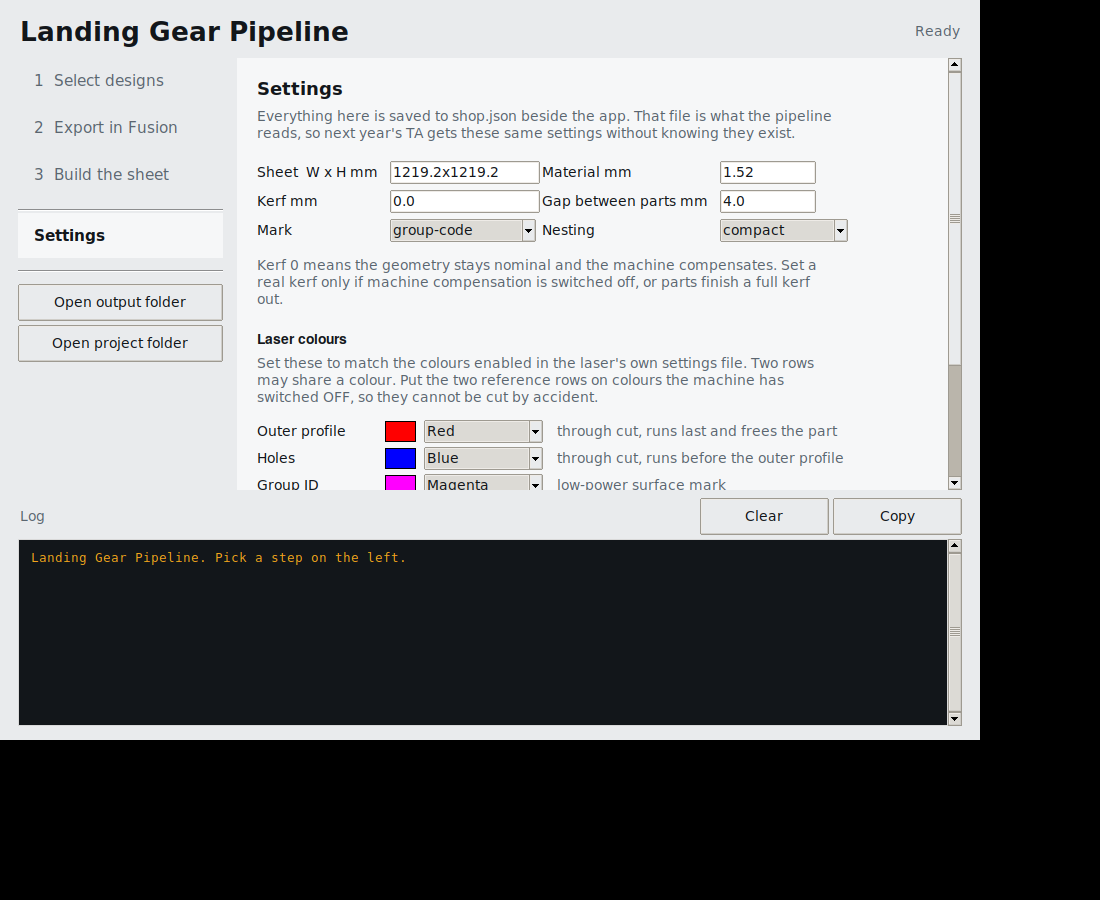 Landing Gear Pipeline
Ready
1 Select designs
2 Export in Fusion
3 Build the sheet
Settings
Open output folder
Open project folder
Settings
Everything here is saved to shop.json beside the app. That file is what the pipeline
reads, so next year's TA gets these same settings without knowing they exist.
Sheet W x H mm 1219.2x1219.2 Material mm 1.52
Kerf mm 0.0 Gap between parts mm 4.0
Mark group-code Nesting compact
Kerf 0 means the geometry stays nominal and the machine compensates. Set a
real kerf only if machine compensation is switched off, or parts finish a full kerf
out.
Laser colours
Set these to match the colours enabled in the laser's own settings file. Two rows
may share a colour. Put the two reference rows on colours the machine has
switched OFF, so they cannot be cut by accident.
Outer profile Red through cut, runs last and frees the part
Holes Blue through cut, runs before the outer profile
Group ID Magenta low-power surface mark
Log
Clear
Copy
Landing Gear Pipeline. Pick a step on the left.